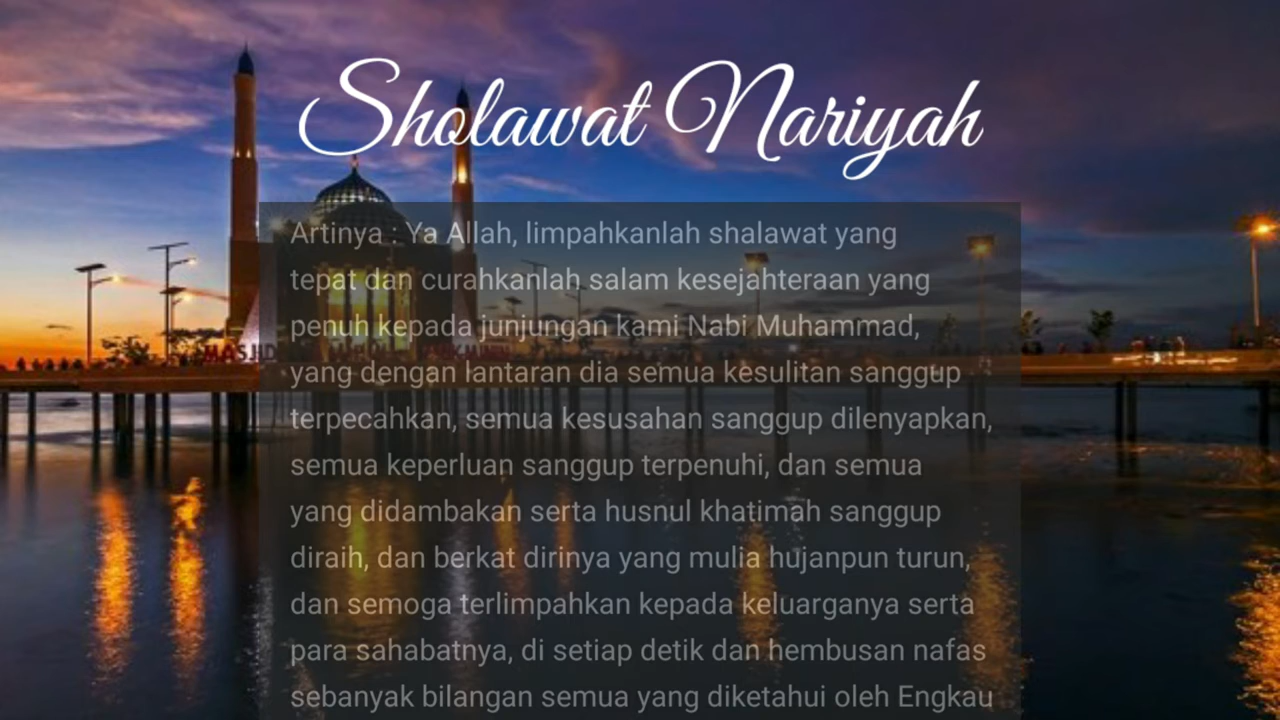 Sholawat Nariyah
Artinya : Ya Allah, limpahkanlah shalawat yang
tepat dan curahkanlah salam kesejahteraan yang
penuh kepada junjungan kami Nabi Muhammad,
yang dengan lantaran dia semua kesulitan sanggup
terpecahkan, semua kesusahan sanggup dilenyapkan,
semua keperluan sanggup terpenuhi, dan semua
yang didambakan serta husnul khatimah sanggup
diraih, dan berkat dirinya yang mulia hujanpun turun,
dan semoga terlimpahkan kepada keluarganya serta
para sahabatnya, di setiap detik dan hembusan nafas
sebanyak bilangan semua yang diketahui oleh Engkau
MASJID